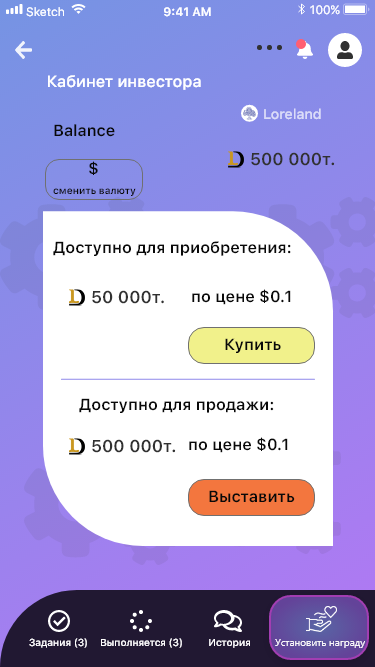 Sketch 9:41 AM 100%
Кабинет инвестора
Loreland
Balance
500 000т.
$
сменить валюту
Доступно для приобретения:
50 000т. по цене $0.1
Купить
Доступно для продажи:
500 000т. по цене $0.1
Выставить
Задания (3) Выполняется (3) История Установить награду